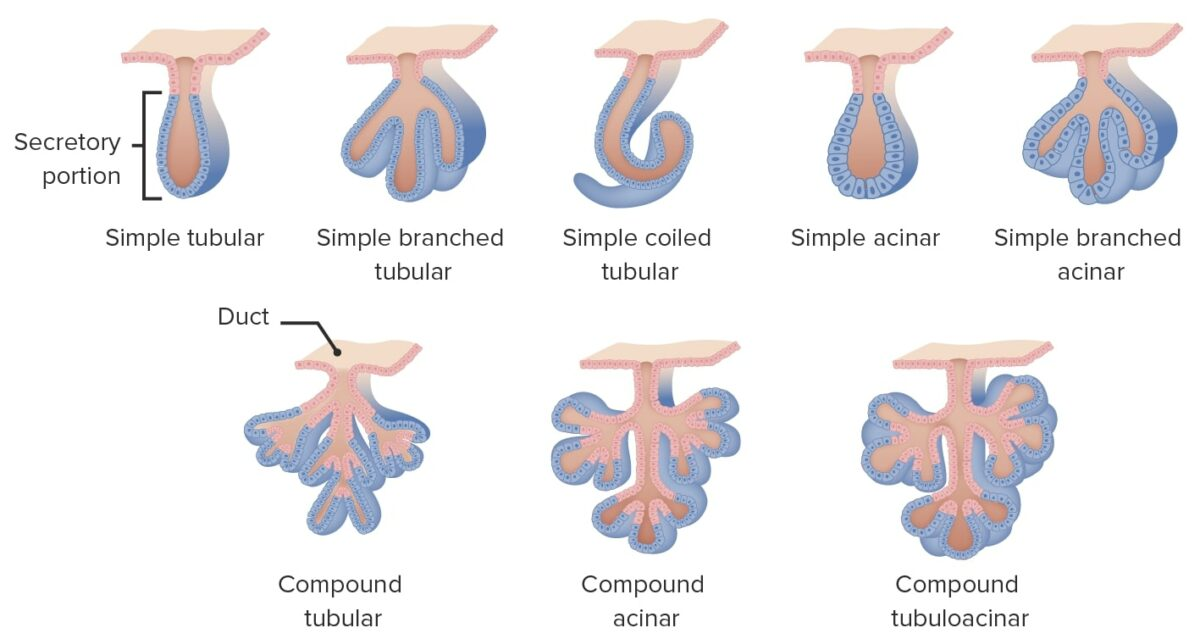 Secretory
portion
Simple tubular
Simple branched
tubular
Simple coiled
tubular
Simple acinar
Simple branched
acinar
Duct
Compound
tubular
Compound
acinar
Compound
tubuloacinar